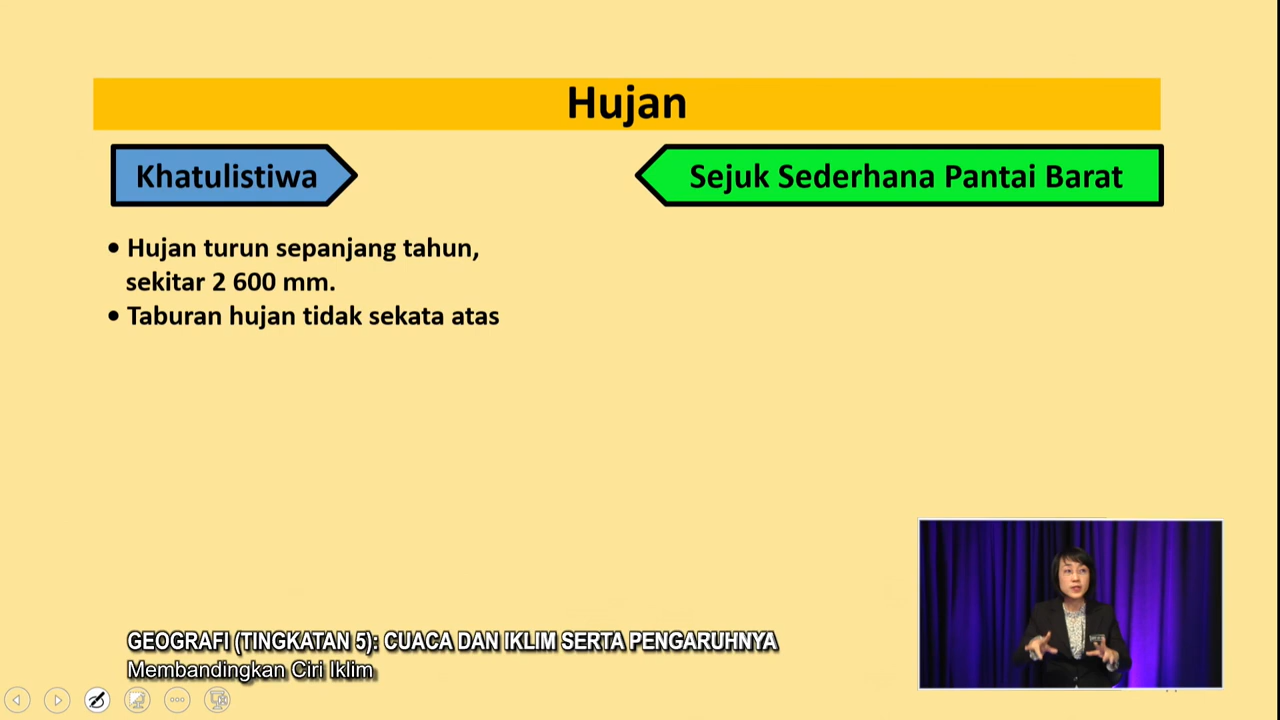 Hujan
Khatulistiwa
Sejuk Sederhana Pantai Barat
• Hujan turun sepanjang tahun,
sekitar 2 600 mm.
• Taburan hujan tidak sekata atas
GEOGRAFI (TINGKATAN 5): CUACA DAN IKLIM SERTA PENGARUHNYA
Membandingkan Ciri Iklim